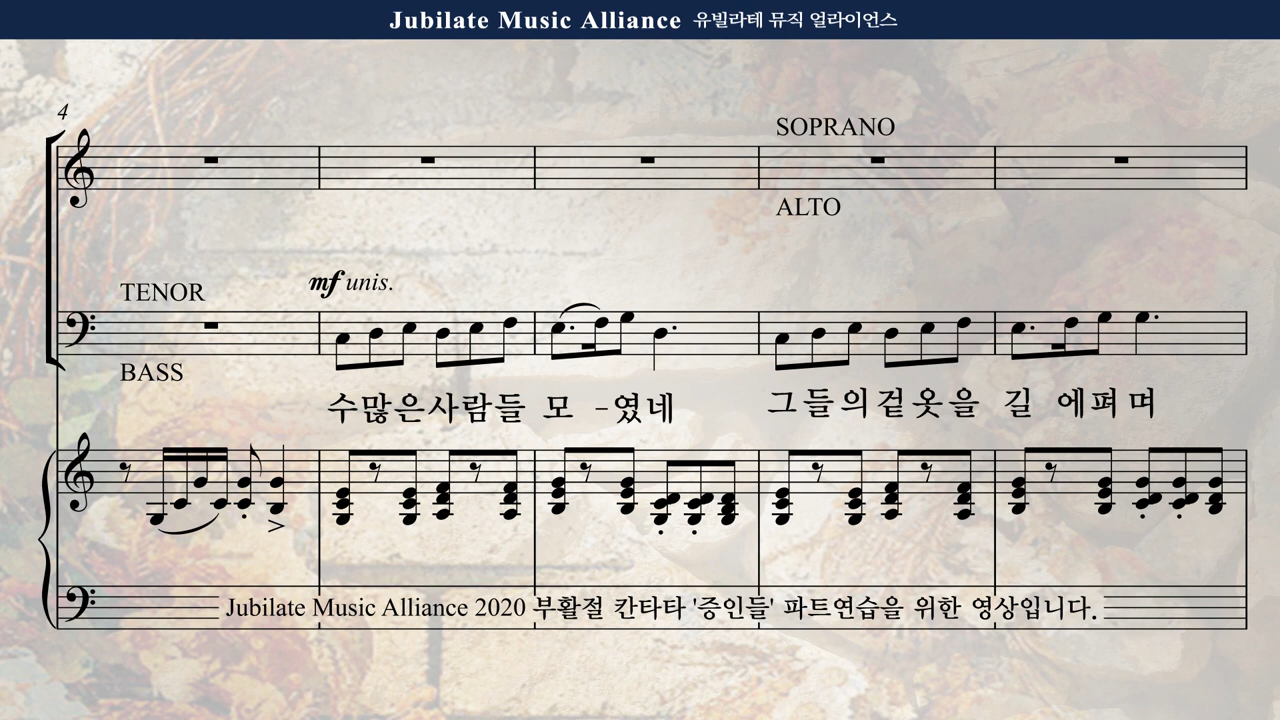 Jubilate Music Alliance 유빌라테 뮤직 얼라이언스
4
SOPRANO
ALTO
TENOR
mf unis.
BASS
수많은사람들 모 -였네 그들의겉옷을 길 에펴며
Jubilate Music Alliance 2020 부활절 칸타타 '증인들' 파트연습을 위한 영상입니다.